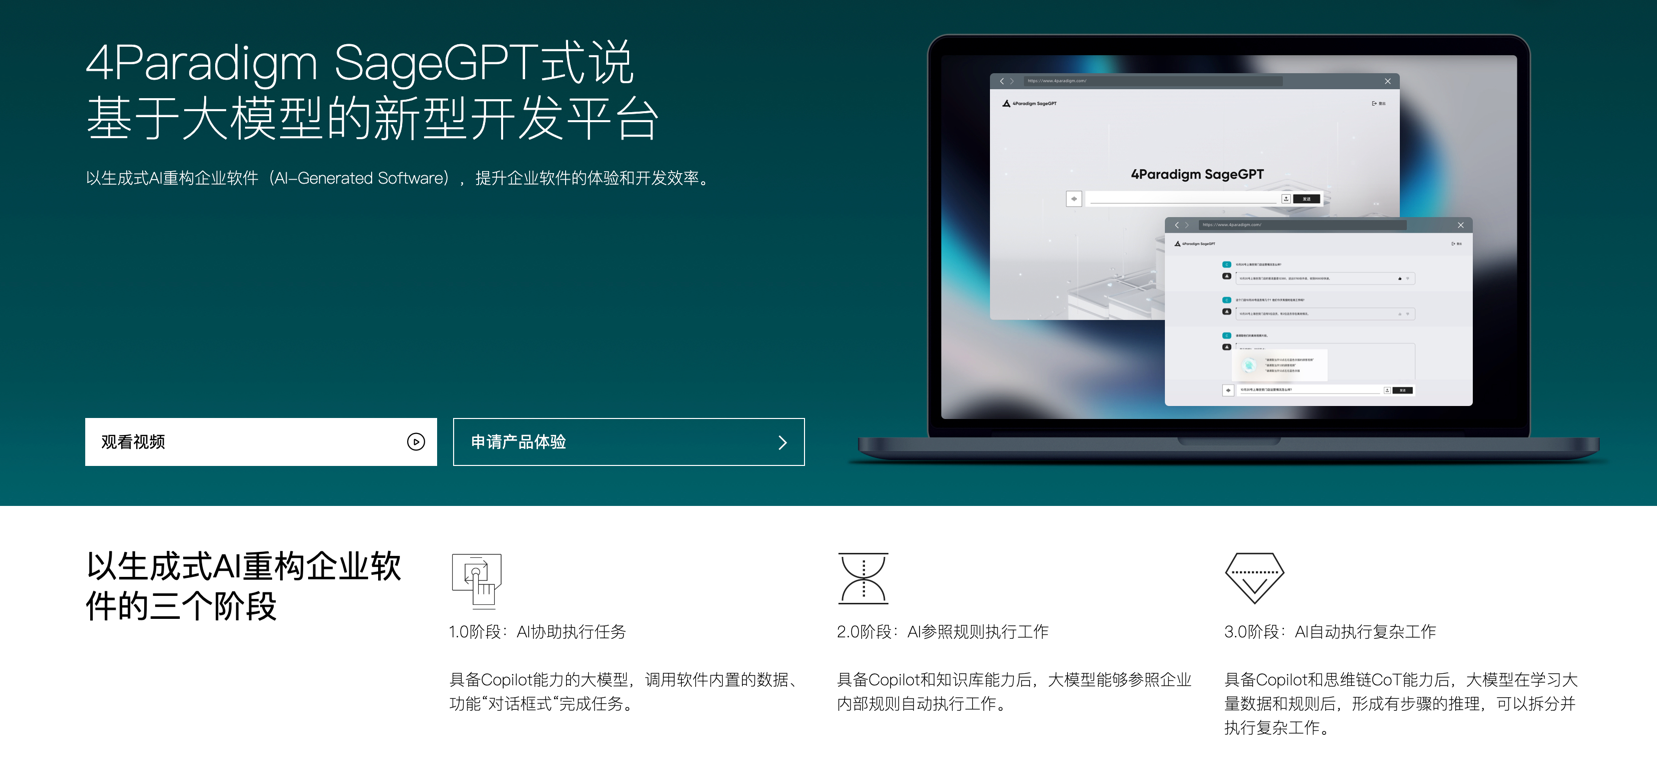 4Paradigm SageGPT式说
基于大模型的新型开发平台
以生成式AI重构企业软件（AI-Generated Software），提升企业软件的体验和开发效率。
观看视频
申请产品体验
https://www.4paradigm.com/
4Paradigm SageGPT
4Paradigm SageGPT
发送
https://www.4paradigm.com/
4Paradigm SageGPT
发送
以生成式AI重构企业软
件的三个阶段
1.0阶段：AI协助执行任务
具备Copilot能力的大模型，调用软件内置的数据、
功能“对话框式“完成任务。
2.0阶段：AI参照规则执行工作
具备Copilot和知识库能力后，大模型能够参照企业
内部规则自动执行工作。
3.0阶段：AI自动执行复杂工作
具备Copilot和思维链CoT能力后，大模型在学习大
量数据和规则后，形成有步骤的推理，可以拆分并
执行复杂工作。